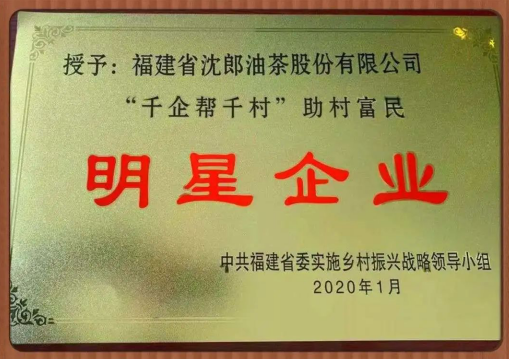 授予：福建省沈郎油茶股份有限公司
“千企帮千村”助村富民
明星企业
中共福建省委实施乡村振兴战略领导小组
2020年1月